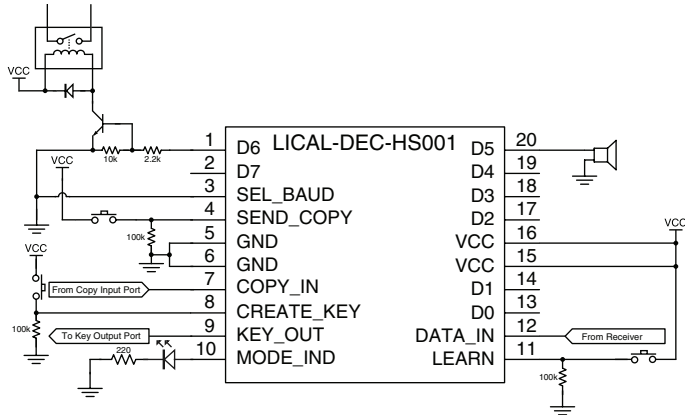 VCC
10k
2.2k
VCC
100k
VCC
From Copy Input Port
100k
To Key Output Port
220
LICAL-DEC-HS001
1 D6
2 D7
3 SEL_BAUD
4 SEND_COPY
5 GND
6 GND
7 COPY_IN
8 CREATE_KEY
9 KEY_OUT
10 MODE_IND
D5 20
D4 19
D3 18
D2 17
VCC 16
VCC 15
D1 14
D0 13
DATA_IN 12
LEARN 11
VCC
From Receiver
100k